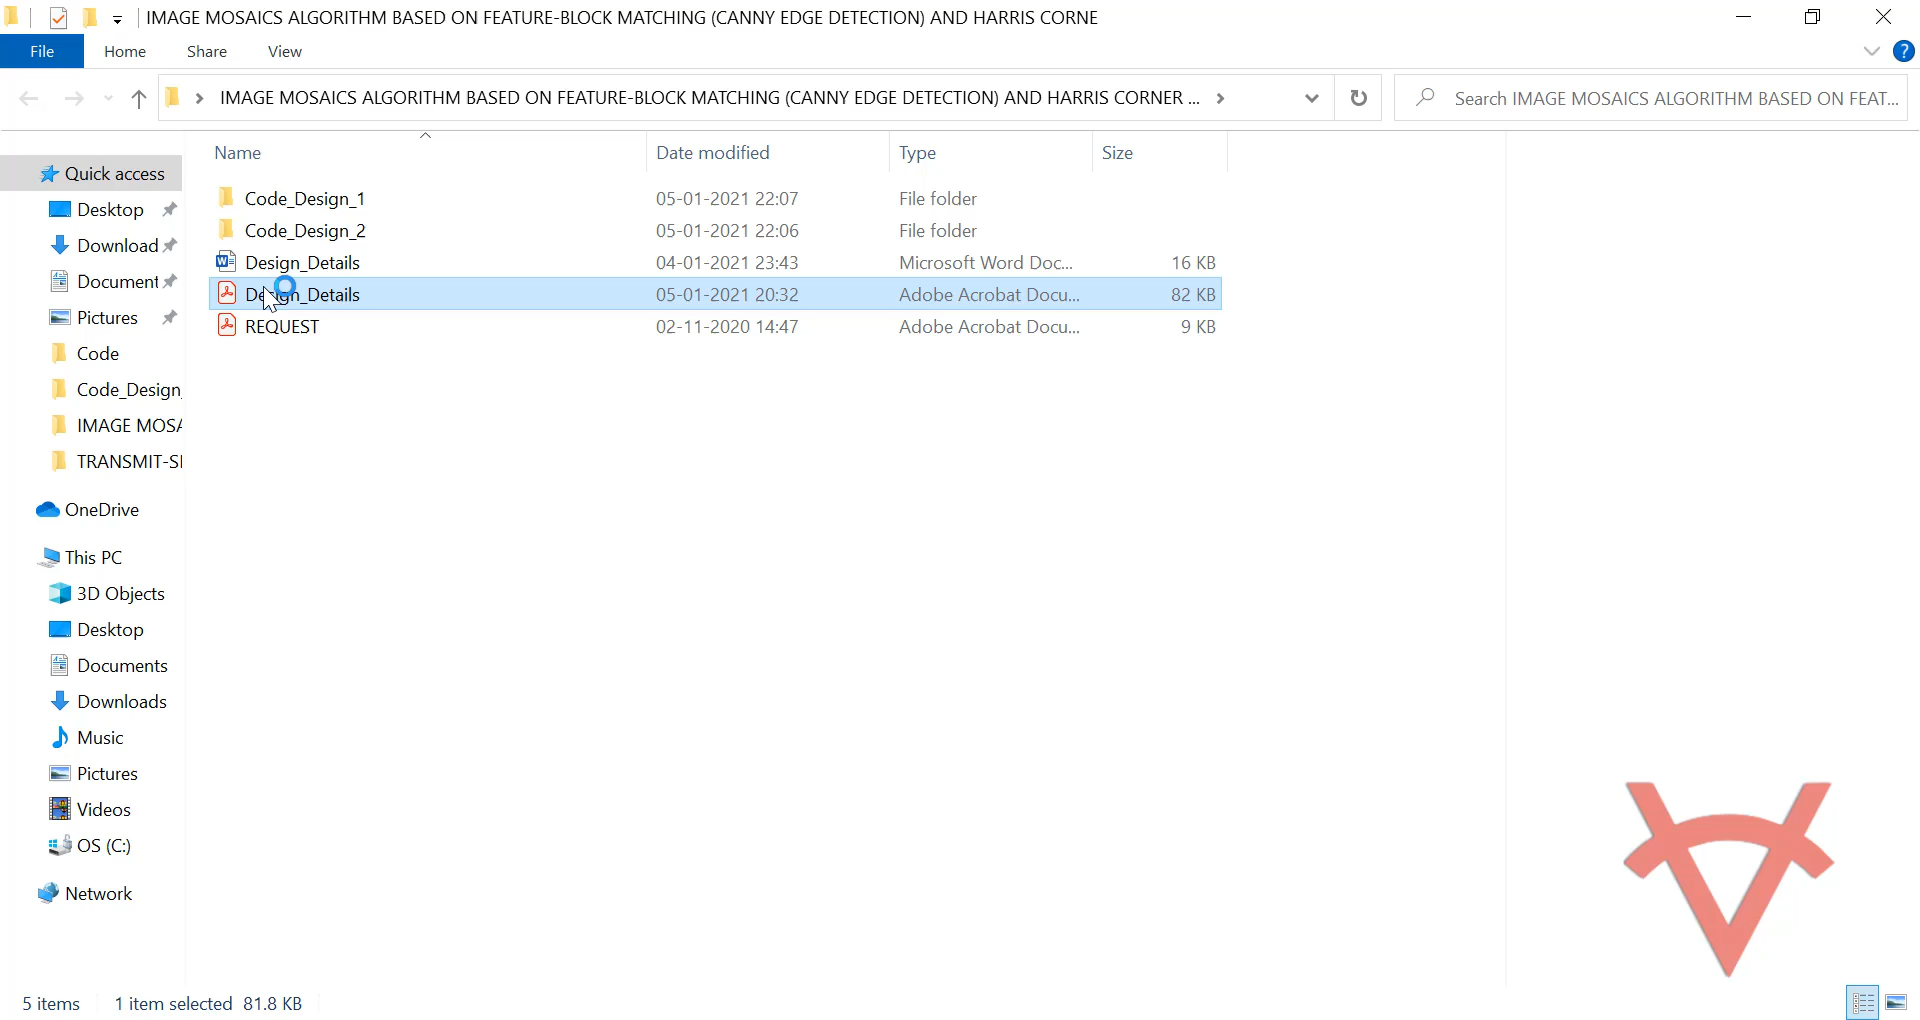 IMAGE MOSAICS ALGORITHM BASED ON FEATURE-BLOCK MATCHING (CANNY EDGE DETECTION) AND HARRIS CORNE
File Home Share View
IMAGE MOSAICS ALGORITHM BASED ON FEATURE-BLOCK MATCHING (CANNY EDGE DETECTION) AND HARRIS CORNER ...
Search IMAGE MOSAICS ALGORITHM BASED ON FEAT...
Name Date modified Type Size
Code_Design_1 05-01-2021 22:07 File folder
Code_Design_2 05-01-2021 22:06 File folder
Design_Details 04-01-2021 23:43 Microsoft Word Doc... 16 KB
Design_Details 05-01-2021 20:32 Adobe Acrobat Docu... 82 KB
REQUEST 02-11-2020 14:47 Adobe Acrobat Docu... 9 KB
Quick access
Desktop
Download
Document
Pictures
Code
Code_Design_
IMAGE MOSA
TRANSMIT-SI
OneDrive
This PC
3D Objects
Desktop
Documents
Downloads
Music
Pictures
Videos
OS (C:)
Network
5 items 1 item selected 81.8 KB